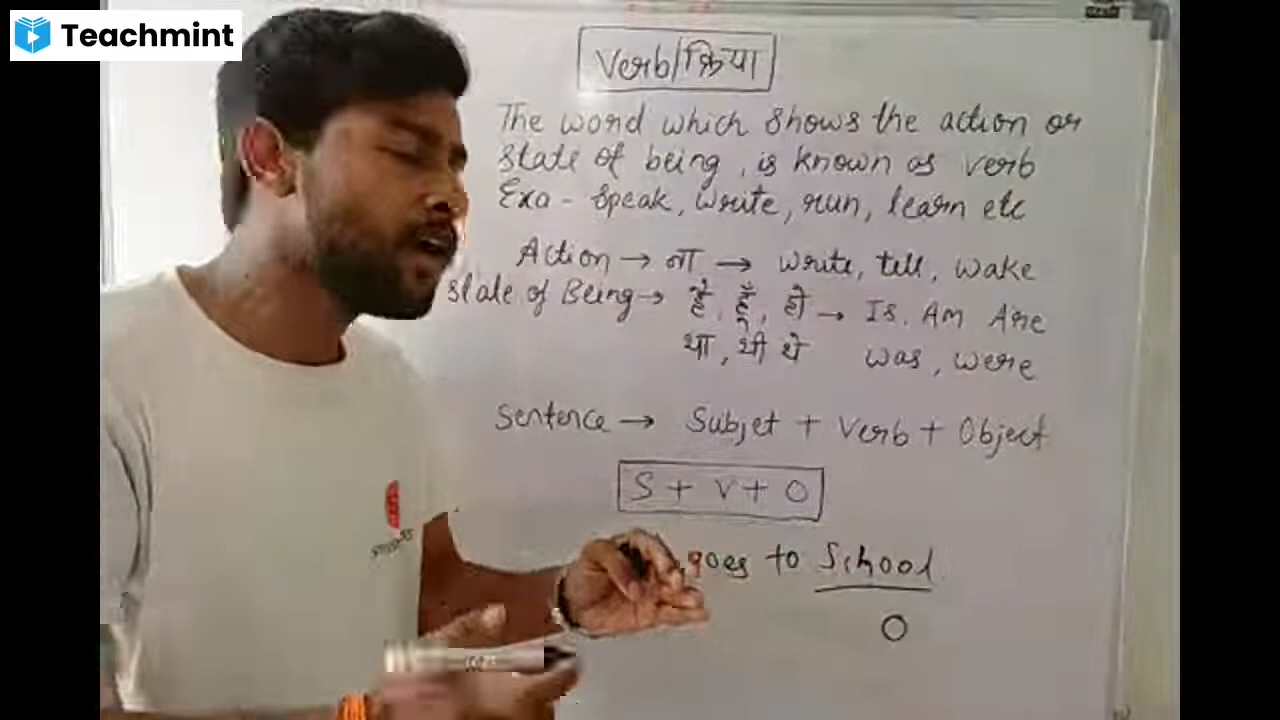 Teachmint
Verb/क्रिया
The word which shows the action or
state of being, is known as verb
Exa - Speak, write, run, learn etc
Action → ना → write, tell, wake
State of Being → है, हूँ, हो → Is, Am Are
था, थी थे was, were
Sentence → Subjet + Verb + Object
S + V + O
goes to School
O